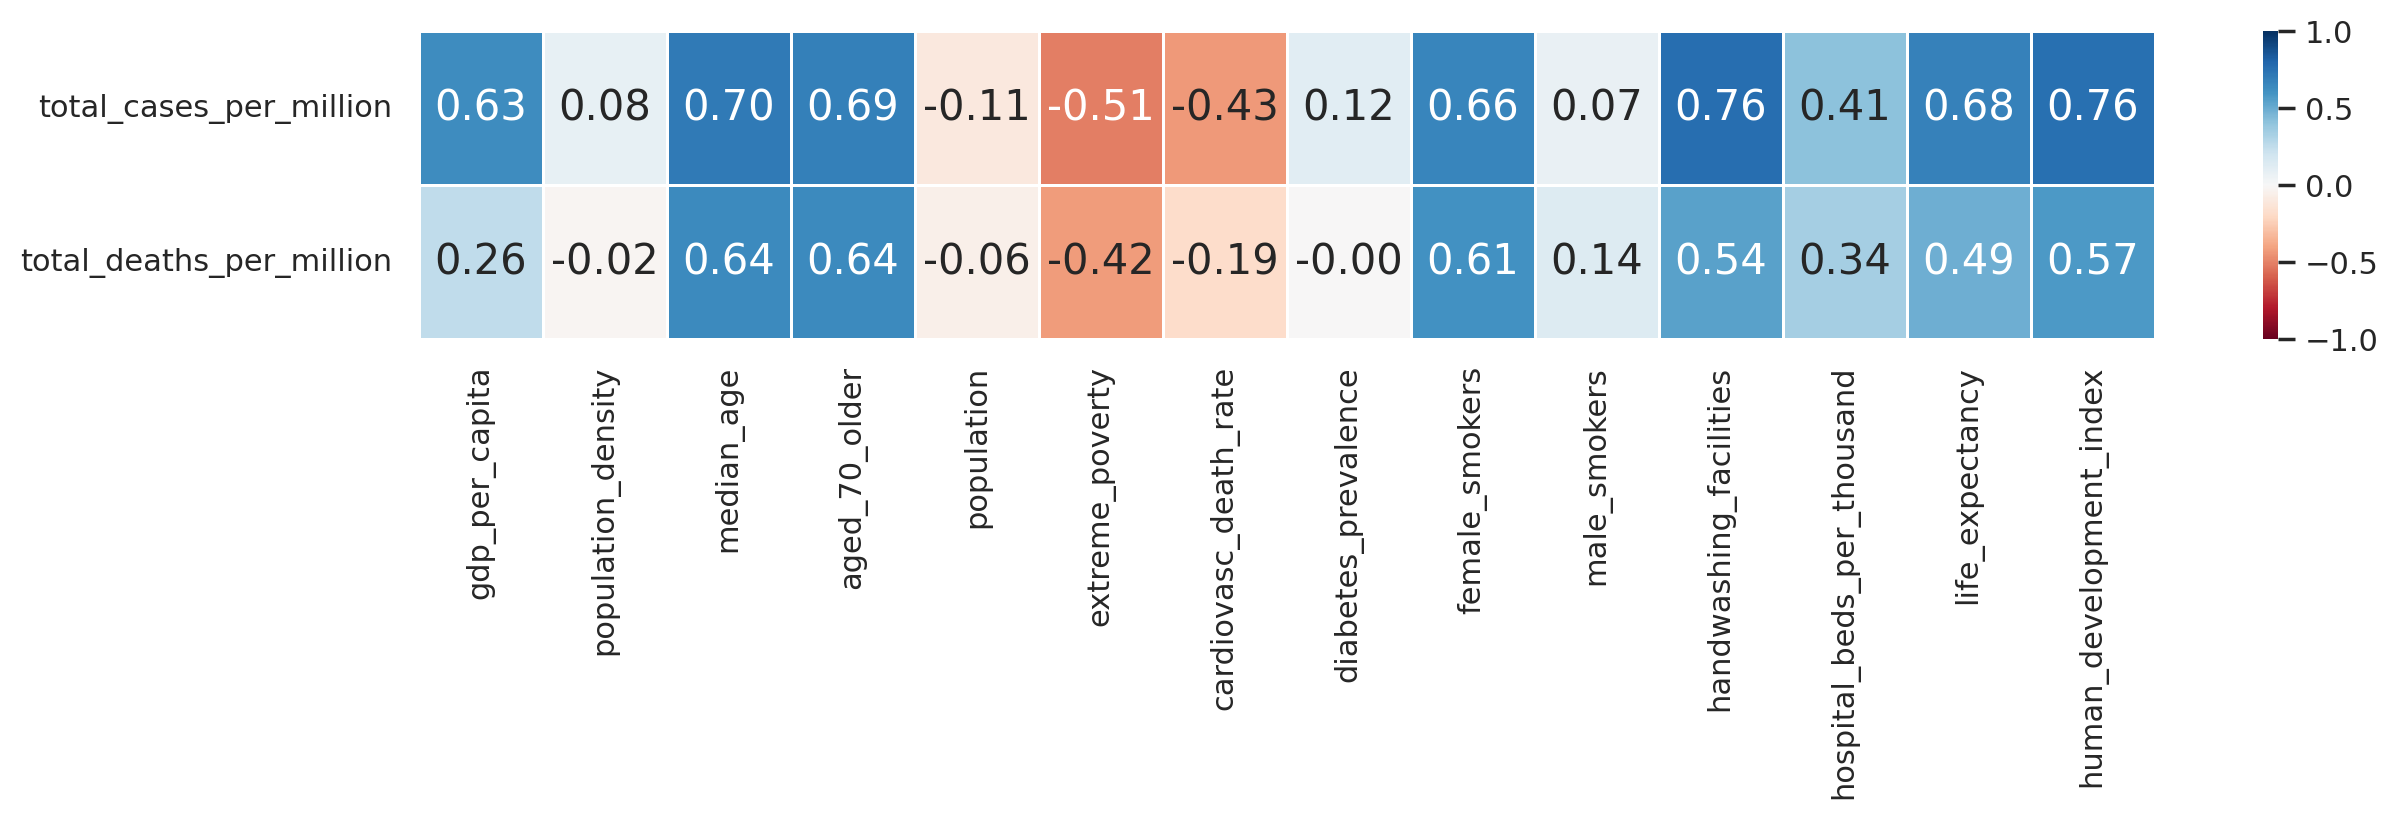 total_cases_per_million 0.63 0.08 0.70 0.69 -0.11 -0.51 -0.43 0.12 0.66 0.07 0.76 0.41 0.68 0.76
total_deaths_per_million 0.26 -0.02 0.64 0.64 -0.06 -0.42 -0.19 -0.00 0.61 0.14 0.54 0.34 0.49 0.57
gdp_per_capita
population_density
median_age
aged_70_older
population
extreme_poverty
cardiovasc_death_rate
diabetes_prevalence
female_smokers
male_smokers
handwashing_facilities
hospital_beds_per_thousand
life_expectancy
human_development_index
1.0
0.5
0.0
−0.5
−1.0